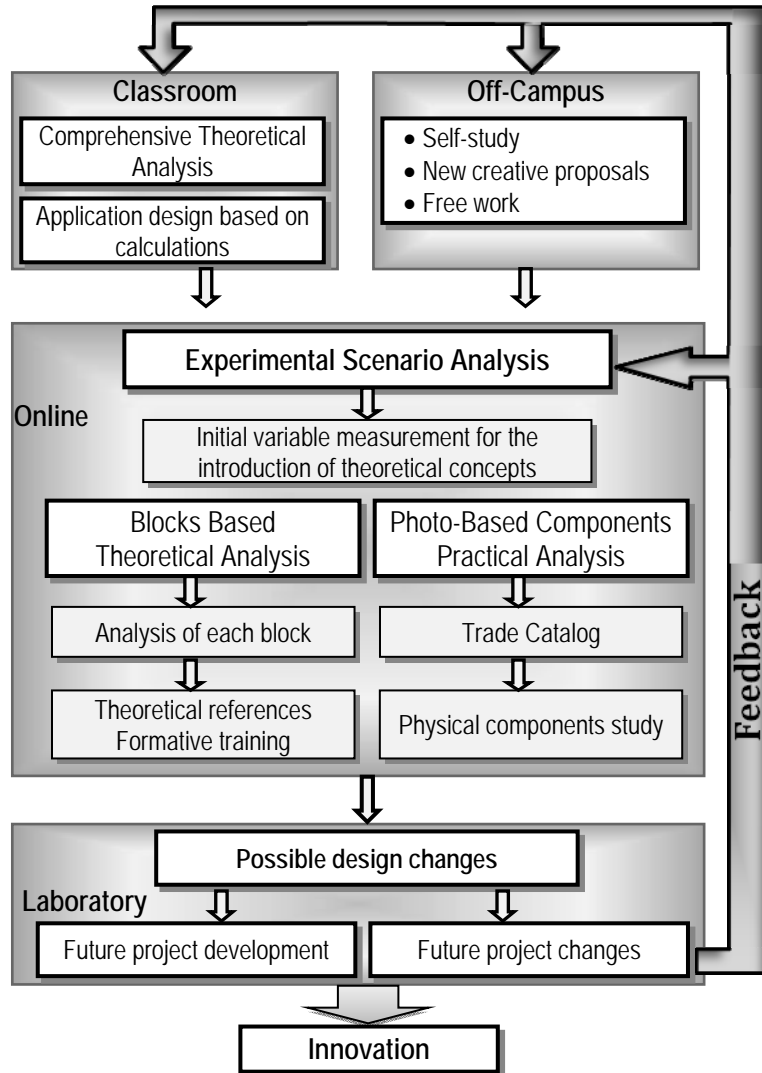 Classroom
Comprehensive Theoretical
Analysis
Application design based on
calculations
Off-Campus
• Self-study
• New creative proposals
• Free work
Experimental Scenario Analysis
Online
Initial variable measurement for the
introduction of theoretical concepts
Blocks Based
Theoretical Analysis
Photo-Based Components
Practical Analysis
Analysis of each block
Trade Catalog
Theoretical references
Formative training
Physical components study
Feedback
Possible design changes
Laboratory
Future project development
Future project changes
Innovation